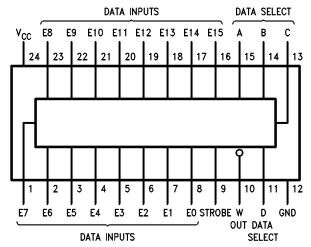 DATA INPUTS DATA SELECT
VCC E8 E9 E10 E11 E12 E13 E14 E15 A B C
24 23 22 21 20 19 18 17 16 15 14 13
1 2 3 4 5 6 7 8 9 10 11 12
E7 E6 E5 E4 E3 E2 E1 E0 STROBE W D GND
DATA INPUTS OUT DATA
SELECT